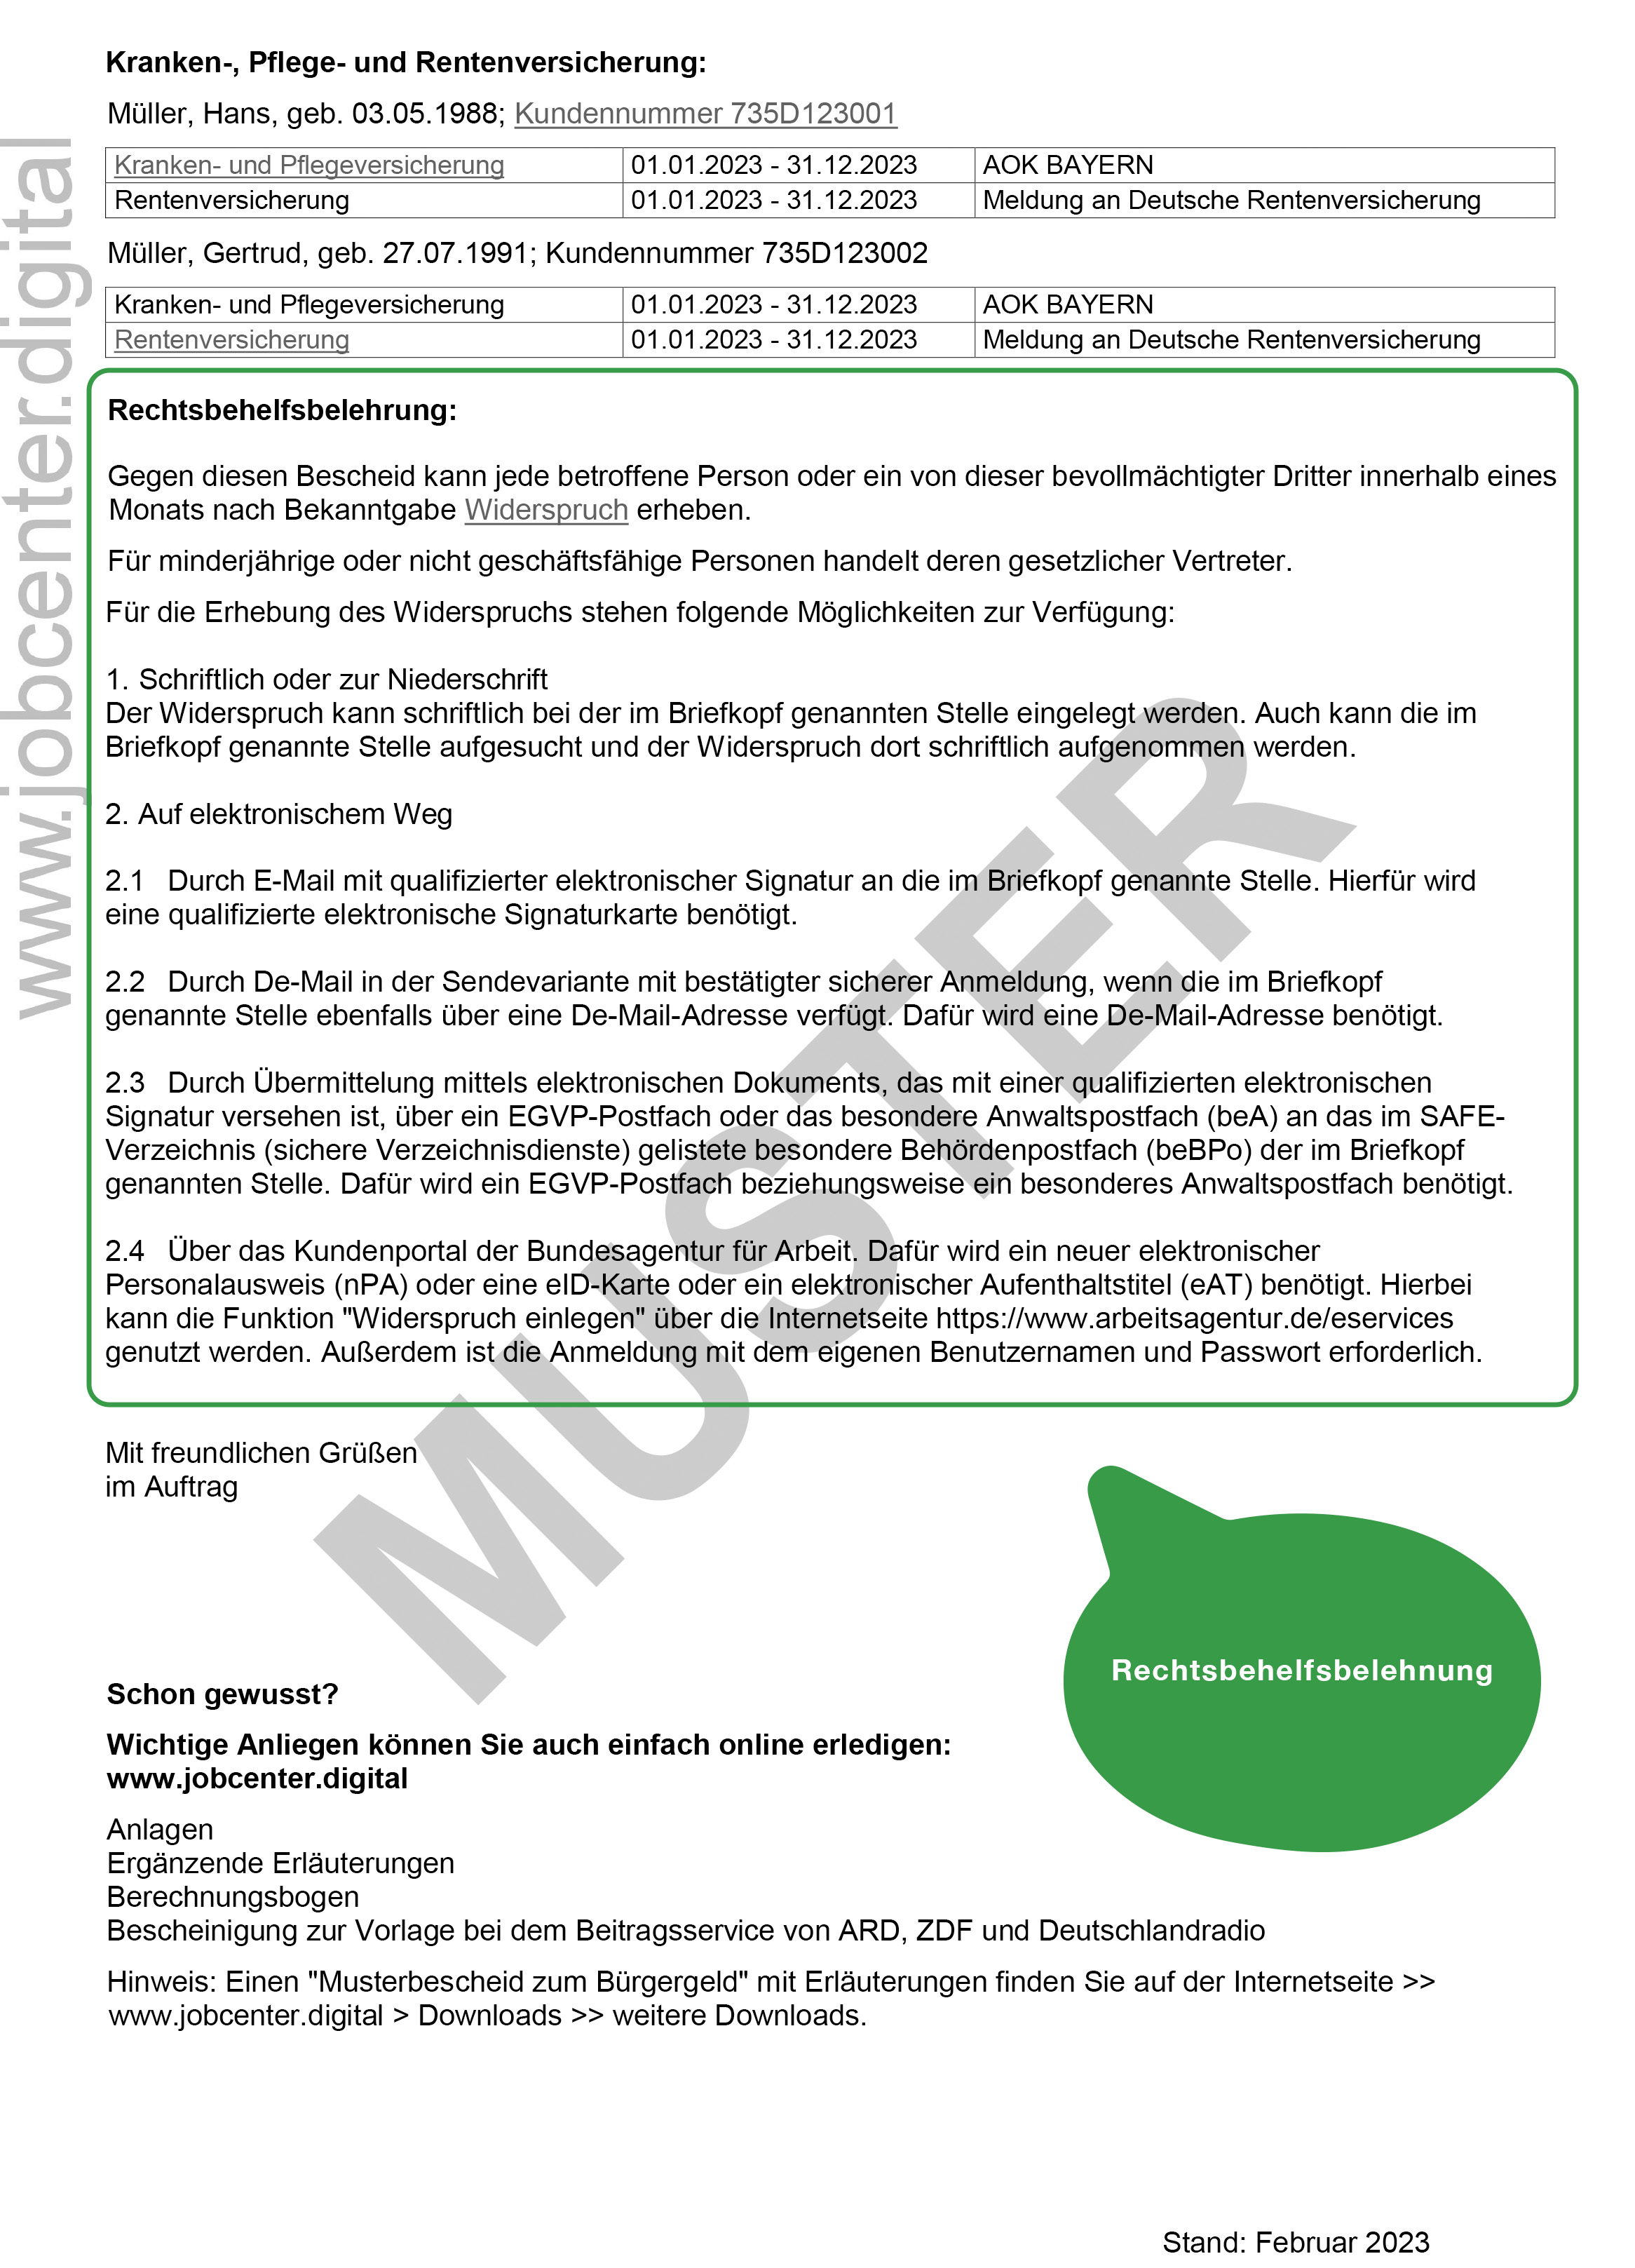 Kranken-, Pflege- und Rentenversicherung:
Müller, Hans, geb. 03.05.1988; Kundennummer 735D123001
Kranken- und Pflegeversicherung 01.01.2023 - 31.12.2023 AOK BAYERN
Rentenversicherung 01.01.2023 - 31.12.2023 Meldung an Deutsche Rentenversicherung
Müller, Gertrud, geb. 27.07.1991; Kundennummer 735D123002
Kranken- und Pflegeversicherung 01.01.2023 - 31.12.2023 AOK BAYERN
Rentenversicherung 01.01.2023 - 31.12.2023 Meldung an Deutsche Rentenversicherung
www.jobcenter.digital
Rechtsbehelfsbelehrung:
Gegen diesen Bescheid kann jede betroffene Person oder ein von dieser bevollmächtigter Dritter innerhalb eines
Monats nach Bekanntgabe Widerspruch erheben.
Für minderjährige oder nicht geschäftsfähige Personen handelt deren gesetzlicher Vertreter.
Für die Erhebung des Widerspruchs stehen folgende Möglichkeiten zur Verfügung:
1. Schriftlich oder zur Niederschrift
Der Widerspruch kann schriftlich bei der im Briefkopf genannten Stelle eingelegt werden. Auch kann die im
Briefkopf genannte Stelle aufgesucht und der Widerspruch dort schriftlich aufgenommen werden.
2. Auf elektronischem Weg
2.1 Durch E-Mail mit qualifizierter elektronischer Signatur an die im Briefkopf genannte Stelle. Hierfür wird
eine qualifizierte elektronische Signaturkarte benötigt.
2.2 Durch De-Mail in der Sendevariante mit bestätigter sicherer Anmeldung, wenn die im Briefkopf
genannte Stelle ebenfalls über eine De-Mail-Adresse verfügt. Dafür wird eine De-Mail-Adresse benötigt.
2.3 Durch Übermittelung mittels elektronischen Dokuments, das mit einer qualifizierten elektronischen
Signatur versehen ist, über ein EGVP-Postfach oder das besondere Anwaltspostfach (beA) an das im SAFE-
Verzeichnis (sichere Verzeichnisdienste) gelistete besondere Behördenpostfach (beBPo) der im Briefkopf
genannten Stelle. Dafür wird ein EGVP-Postfach beziehungsweise ein besonderes Anwaltspostfach benötigt.
2.4 Über das Kundenportal der Bundesagentur für Arbeit. Dafür wird ein neuer elektronischer
Personalausweis (nPA) oder eine eID-Karte oder ein elektronischer Aufenthaltstitel (eAT) benötigt. Hierbei
kann die Funktion "Widerspruch einlegen" über die Internetseite https://www.arbeitsagentur.de/eservices
genutzt werden. Außerdem ist die Anmeldung mit dem eigenen Benutzernamen und Passwort erforderlich.
MUSTER
Mit freundlichen Grüßen
im Auftrag
Rechtsbehelfsbelehnung
Schon gewusst?
Wichtige Anliegen können Sie auch einfach online erledigen:
www.jobcenter.digital
Anlagen
Ergänzende Erläuterungen
Berechnungsbogen
Bescheinigung zur Vorlage bei dem Beitragsservice von ARD, ZDF und Deutschlandradio
Hinweis: Einen "Musterbescheid zum Bürgergeld" mit Erläuterungen finden Sie auf der Internetseite >>
www.jobcenter.digital > Downloads >> weitere Downloads.
Stand: Februar 2023